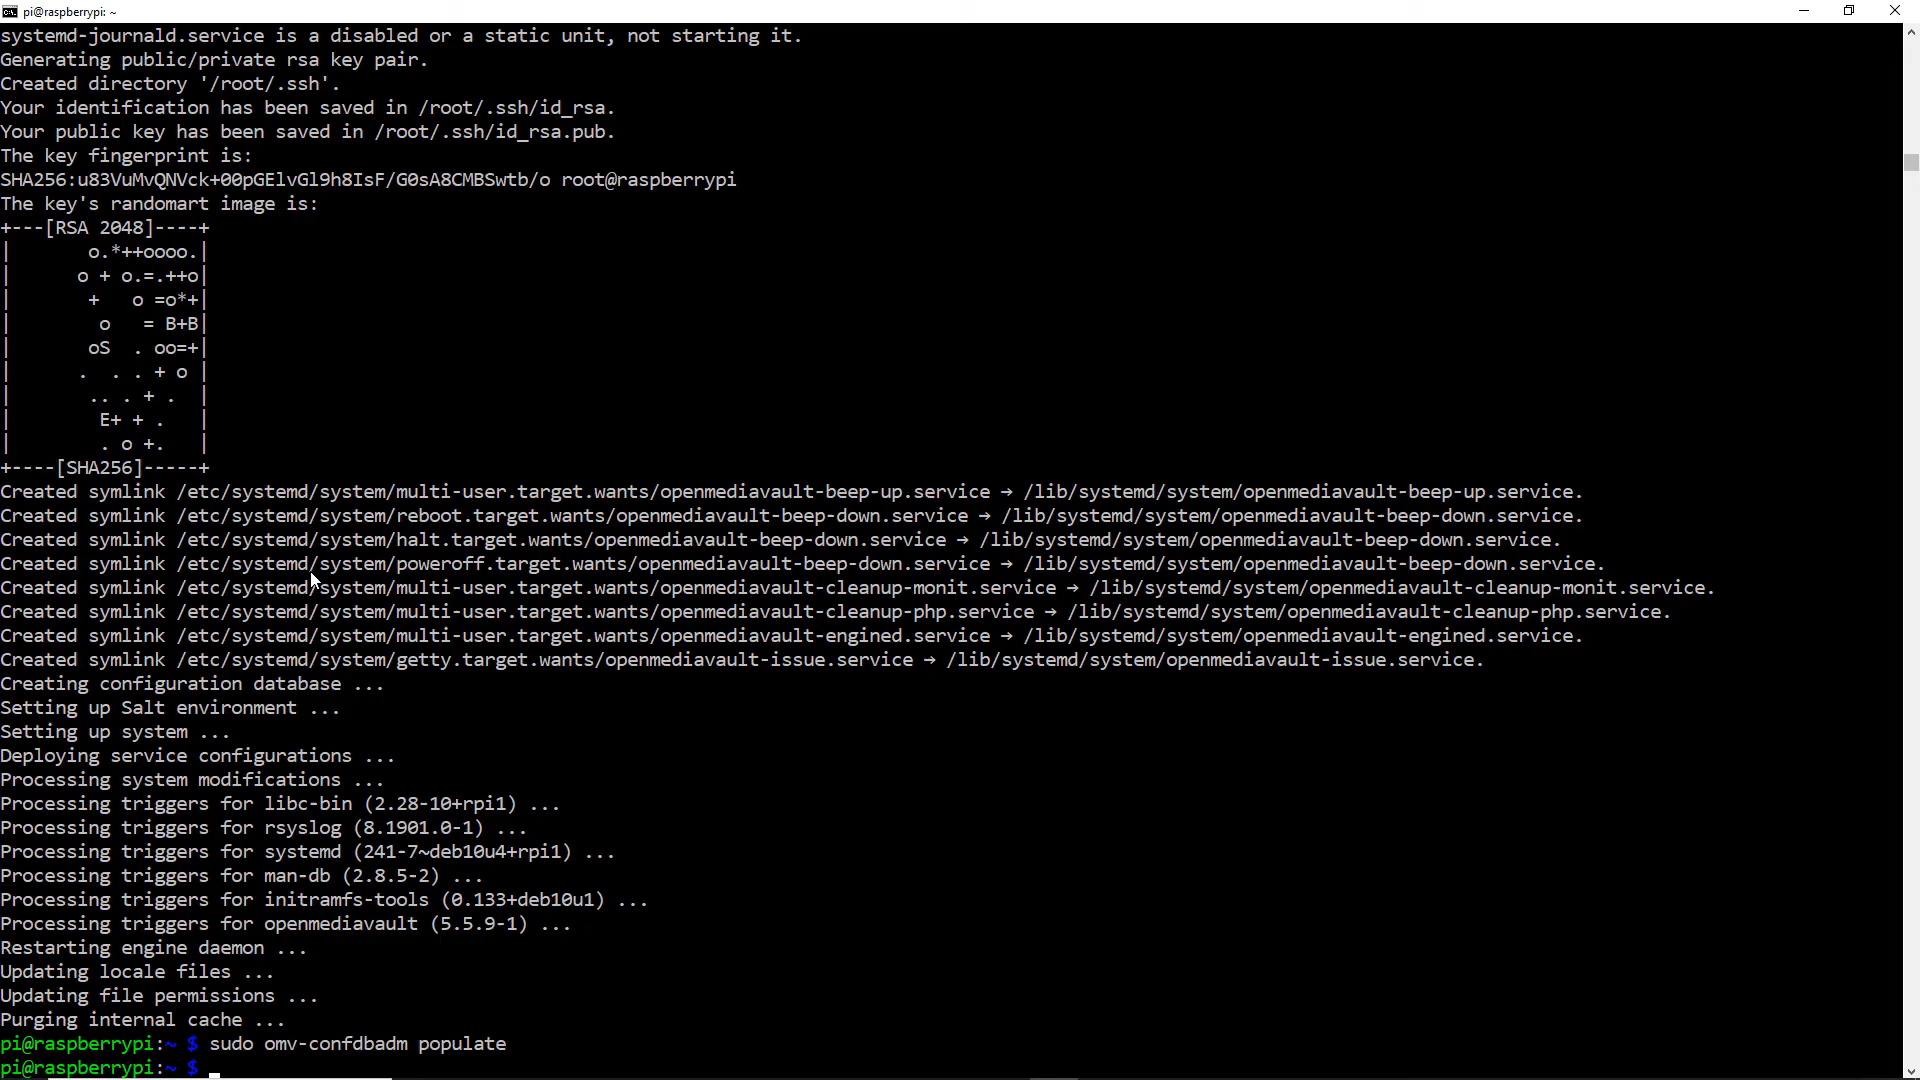 pi@raspberrypi: ~
systemd-journald.service is a disabled or a static unit, not starting it.
Generating public/private rsa key pair.
Created directory '/root/.ssh'.
Your identification has been saved in /root/.ssh/id_rsa.
Your public key has been saved in /root/.ssh/id_rsa.pub.
The key fingerprint is:
SHA256:u83VuMvQNVck+00pGElvGl9h8IsF/G0sA8CMBSwtb/o root@raspberrypi
The key's randomart image is:
+---[RSA 2048]----+
|       o.*++oooo.|
|      o + o.=.++o|
|       +   o =o*+|
|        o   = B+B|
|       oS  . oo=+|
|      .  . . + o |
|       .. . + .  |
|        E+ + .   |
|        . o +.   |
+----[SHA256]-----+
Created symlink /etc/systemd/system/multi-user.target.wants/openmediavault-beep-up.service → /lib/systemd/system/openmediavault-beep-up.service.
Created symlink /etc/systemd/system/reboot.target.wants/openmediavault-beep-down.service → /lib/systemd/system/openmediavault-beep-down.service.
Created symlink /etc/systemd/system/halt.target.wants/openmediavault-beep-down.service → /lib/systemd/system/openmediavault-beep-down.service.
Created symlink /etc/systemd/system/poweroff.target.wants/openmediavault-beep-down.service → /lib/systemd/system/openmediavault-beep-down.service.
Created symlink /etc/systemd/system/multi-user.target.wants/openmediavault-cleanup-monit.service → /lib/systemd/system/openmediavault-cleanup-monit.service.
Created symlink /etc/systemd/system/multi-user.target.wants/openmediavault-cleanup-php.service → /lib/systemd/system/openmediavault-cleanup-php.service.
Created symlink /etc/systemd/system/multi-user.target.wants/openmediavault-engined.service → /lib/systemd/system/openmediavault-engined.service.
Created symlink /etc/systemd/system/getty.target.wants/openmediavault-issue.service → /lib/systemd/system/openmediavault-issue.service.
Creating configuration database ...
Setting up Salt environment ...
Setting up system ...
Deploying service configurations ...
Processing system modifications ...
Processing triggers for libc-bin (2.28-10+rpi1) ...
Processing triggers for rsyslog (8.1901.0-1) ...
Processing triggers for systemd (241-7~deb10u4+rpi1) ...
Processing triggers for man-db (2.8.5-2) ...
Processing triggers for initramfs-tools (0.133+deb10u1) ...
Processing triggers for openmediavault (5.5.9-1) ...
Restarting engine daemon ...
Updating locale files ...
Updating file permissions ...
Purging internal cache ...
pi@raspberrypi:~ $ sudo omv-confdbadm populate
pi@raspberrypi:~ $